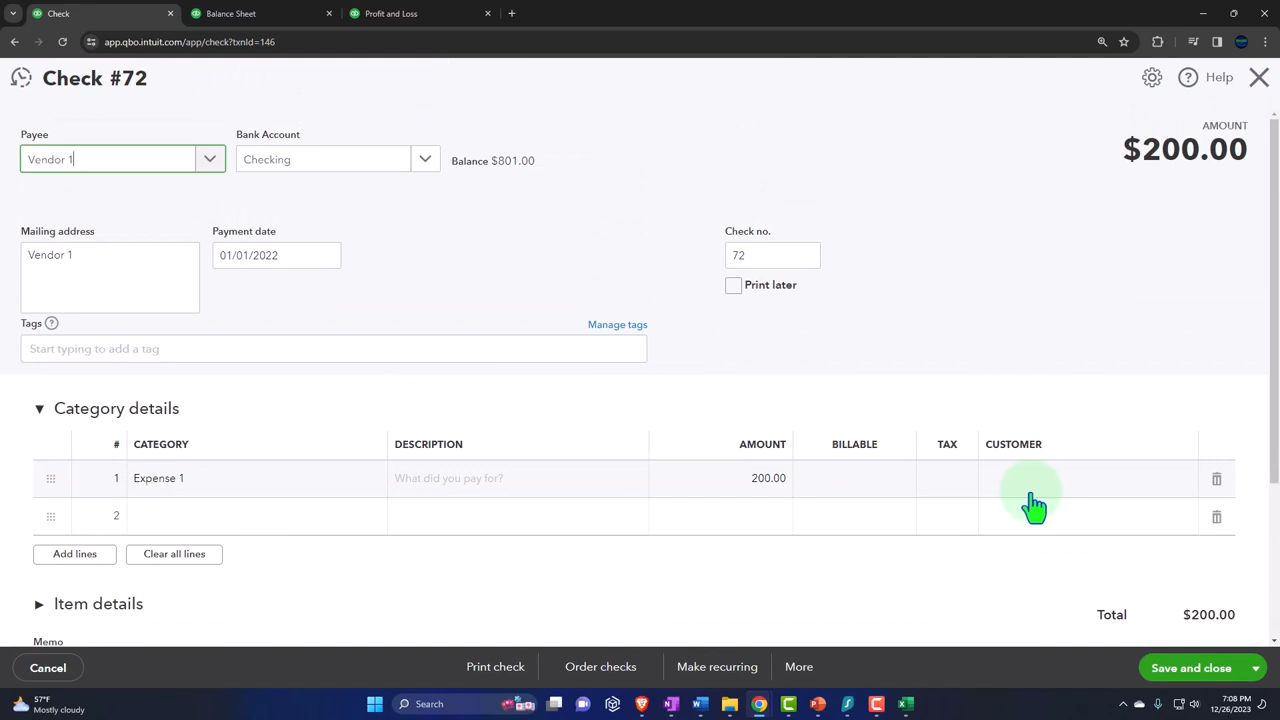 Check
Balance Sheet
Profit and Loss
app.qbo.intuit.com/app/check?txnId=146
Check #72
Help
Payee
Bank Account
AMOUNT
Vendor 1
Checking
Balance $801.00
$200.00
Mailing address
Payment date
Check no.
Vendor 1
01/01/2022
72
Print later
Tags
Manage tags
Start typing to add a tag
Category details
# CATEGORY DESCRIPTION AMOUNT BILLABLE TAX CUSTOMER
1 Expense 1 What did you pay for? 200.00
2
Add lines
Clear all lines
Item details
Total $200.00
Memo
Cancel
Print check
Order checks
Make recurring
More
Save and close
57°F
Mostly cloudy
Search
7:08 PM
12/26/2023